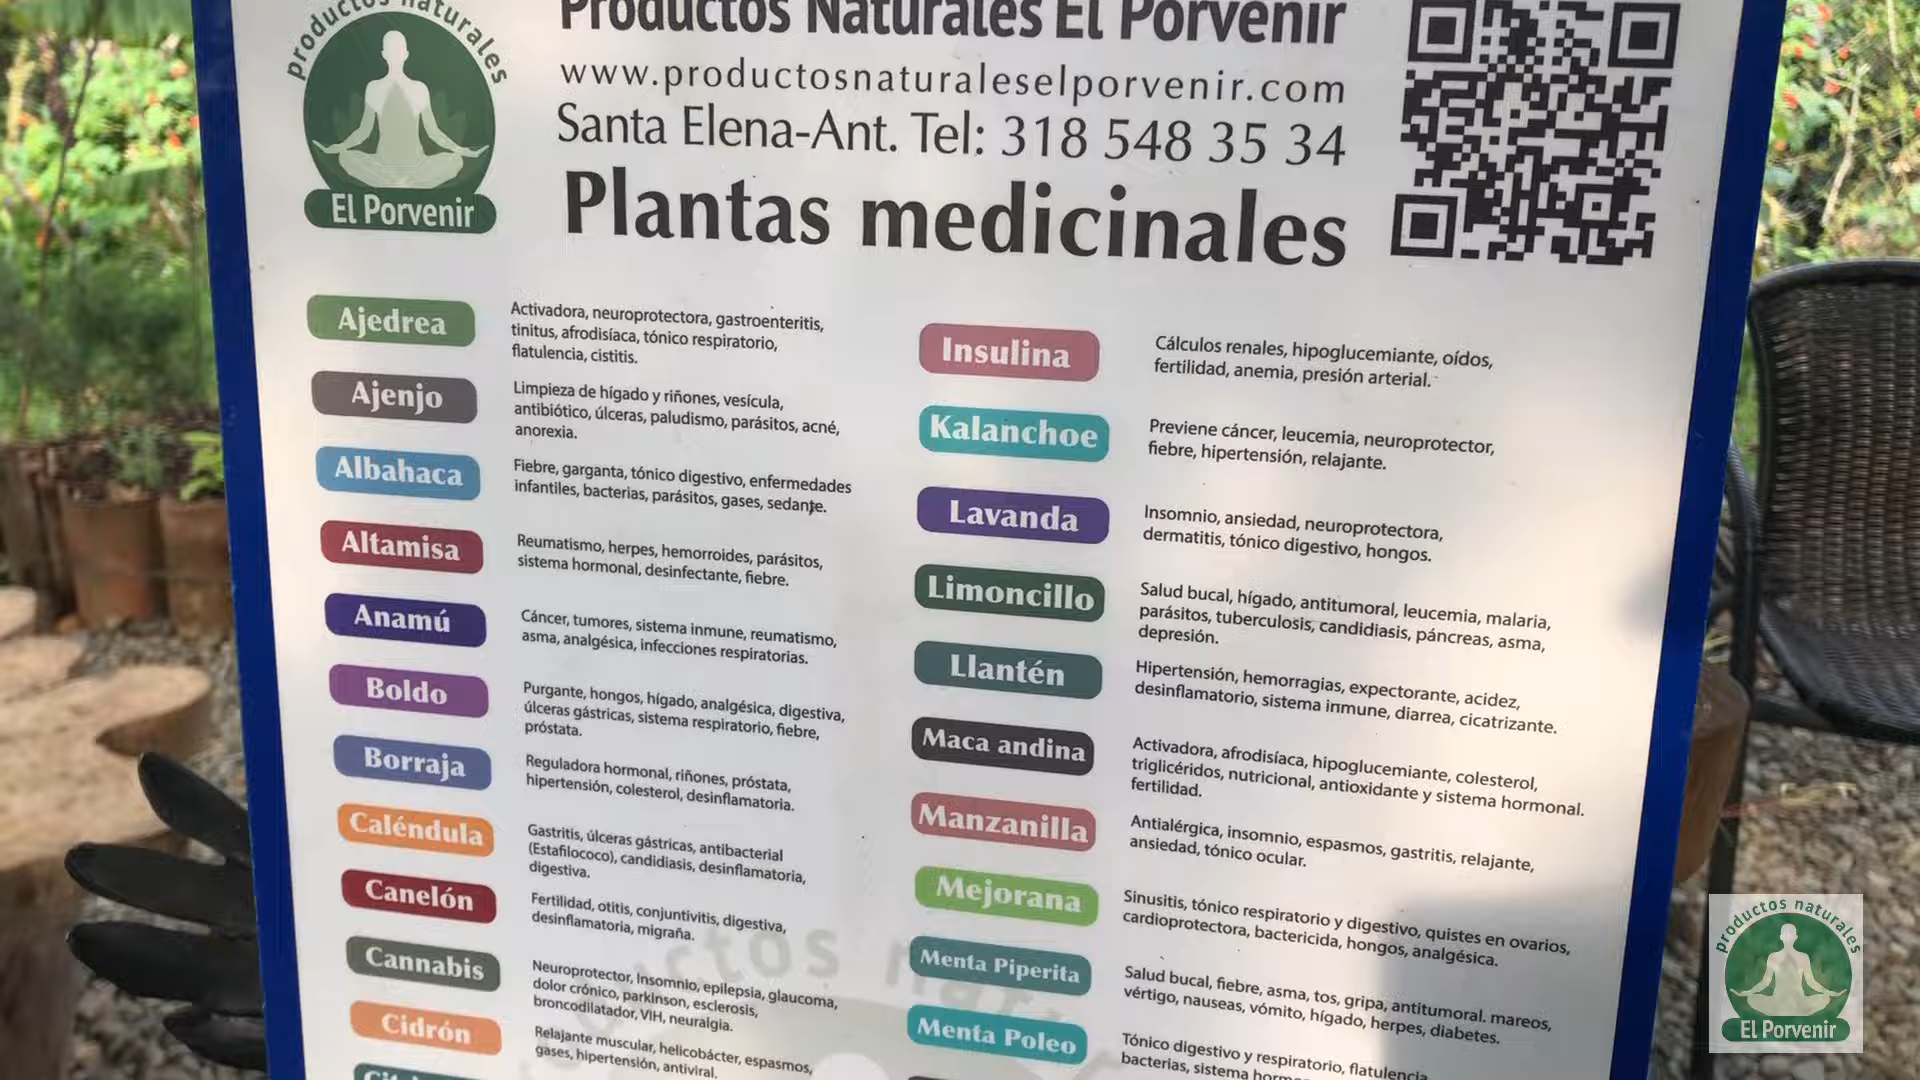 productos naturales
El Porvenir
Productos Naturales El Porvenir
www.productosnaturaleselporvenir.com
Santa Elena-Ant. Tel: 318 548 35 34
Plantas medicinales
Ajedrea
Activadora, neuroprotectora, gastroenteritis,
tinitus, afrodisíaca, tónico respiratorio,
flatulencia, cistitis.
Ajenjo
Limpieza de hígado y riñones, vesícula,
antibiótico, úlceras, paludismo, parásitos, acné,
anorexia.
Albahaca
Fiebre, garganta, tónico digestivo, enfermedades
infantiles, bacterias, parásitos, gases, sedante.
Altamisa
Reumatismo, herpes, hemorroides, parásitos,
sistema hormonal, desinfectante, fiebre.
Anamú
Cáncer, tumores, sistema inmune, reumatismo,
asma, analgésica, infecciones respiratorias.
Boldo
Purgante, hongos, hígado, analgésica, digestiva,
úlceras gástricas, sistema respiratorio, fiebre,
próstata.
Borraja
Reguladora hormonal, riñones, próstata,
hipertensión, colesterol, desinflamatoria.
Caléndula
Gastritis, úlceras gástricas, antibacterial
(Estafilococo), candidiasis, desinflamatoria,
digestiva.
Canelón
Fertilidad, otitis, conjuntivitis, digestiva,
desinflamatoria, migraña.
Cannabis
Neuroprotector, Insomnio, epilepsia, glaucoma,
dolor crónico, parkinson, esclerosis,
broncodilatador, VIH, neuralgia.
Cidrón
Relajante muscular, helicobácter, espasmos,
gases, hipertensión, antiviral.
Insulina
Cálculos renales, hipoglucemiante, oídos,
fertilidad, anemia, presión arterial.
Kalanchoe
Previene cáncer, leucemia, neuroprotector,
fiebre, hipertensión, relajante.
Lavanda
Insomnio, ansiedad, neuroprotectora,
dermatitis, tónico digestivo, hongos.
Limoncillo
Salud bucal, hígado, antitumoral, leucemia, malaria,
parásitos, tuberculosis, candidiasis, páncreas, asma,
depresión.
Llantén
Hipertensión, hemorragias, expectorante, acidez,
desinflamatorio, sistema inmune, diarrea, cicatrizante.
Maca andina
Activadora, afrodisíaca, hipoglucemiante, colesterol,
triglicéridos, nutricional, antioxidante y sistema hormonal.
fertilidad.
Manzanilla
Antialérgica, insomnio, espasmos, gastritis, relajante,
ansiedad, tónico ocular.
Mejorana
Sinusitis, tónico respiratorio y digestivo, quistes en ovarios,
cardioprotectora, bactericida, hongos, analgésica.
Menta Piperita
Salud bucal, fiebre, asma, tos, gripa, antitumoral. mareos,
vértigo, nauseas, vómito, hígado, herpes, diabetes.
Menta Poleo
Tónico digestivo y respiratorio, flatulencia
bacterias, sistema
productos naturales
El Porvenir